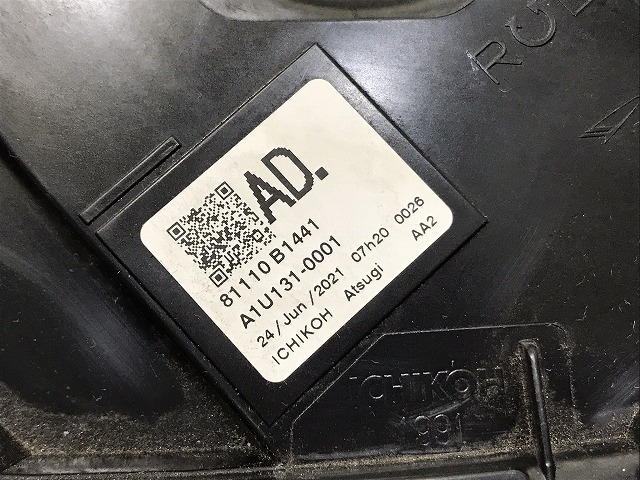 AD.
81110 B1441
A1U131-0001
24/Jun/2021 07h20 0026
ICHIKOH Atsugi AA2
ICHIKOH